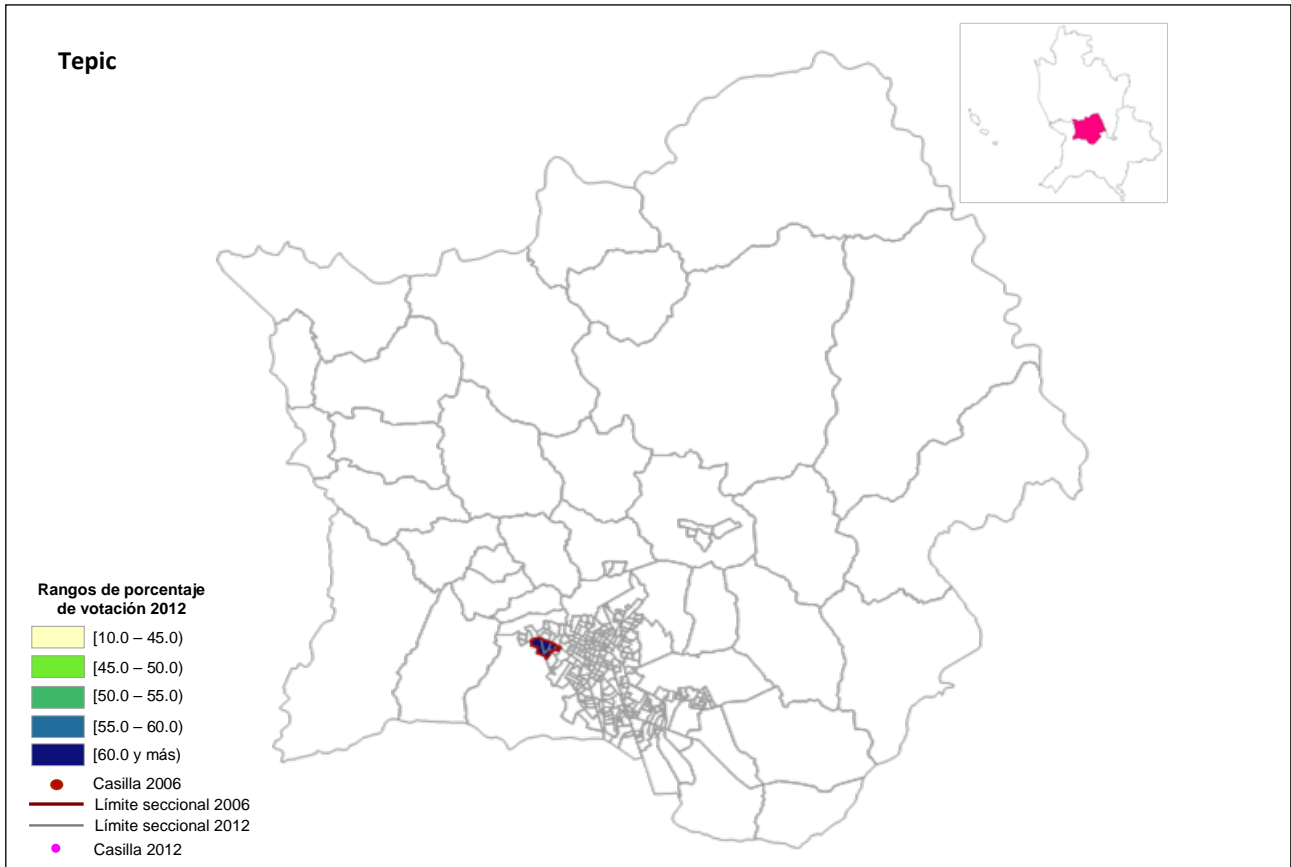 Tepic
Rangos de porcentaje
de votación 2012
[10.0 – 45.0)
[45.0 – 50.0)
[50.0 – 55.0)
[55.0 – 60.0)
[60.0 y más)
Casilla 2006
Límite seccional 2006
Límite seccional 2012
Casilla 2012